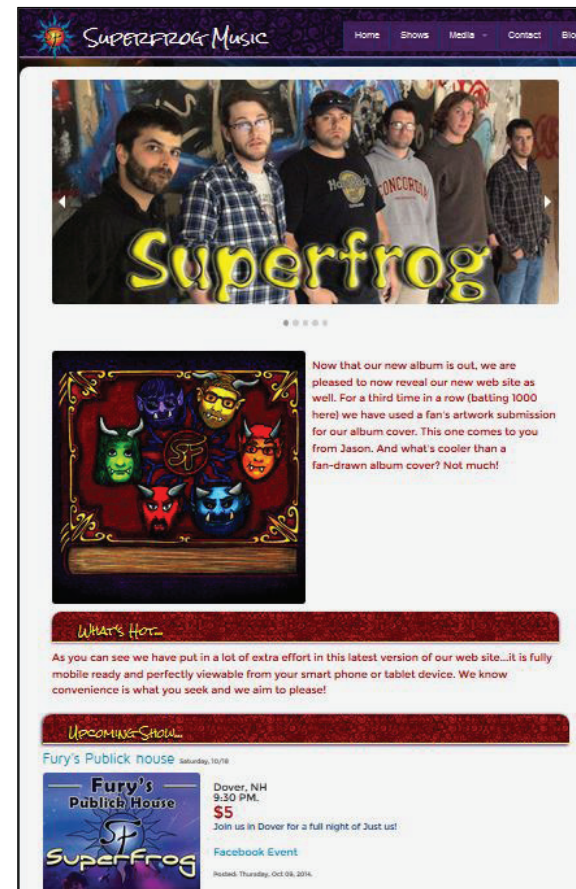 Superfrog Music
Home Shows Media Contact Blo
Hard Rock
CONCORDIA
Superfrog
Now that our new album is out, we are
pleased to now reveal our new web site as
well. For a third time in a row (batting 1000
here) we have used a fan's artwork submission
for our album cover. This one comes to you
from Jason. And what's cooler than a
fan-drawn album cover? Not much!
SF
What's Hot...
As you can see we have put in a lot of extra effort in this latest version of our web site...it is fully
mobile ready and perfectly viewable from your smart phone or tablet device. We know
convenience is what you seek and we aim to please!
Upcoming Show...
Fury's Publick house Saturday, 10/18
Fury's
Publick House
SF
Superfrog
Dover, NH
9:30 PM.
$5
Join us in Dover for a full night of Just us!
Facebook Event
Posted: Thursday, Oct 09, 2014.